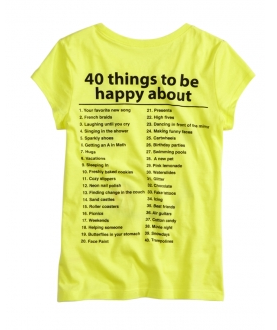 40 things to be
happy about
1. Your favorite new song
2. French braids
3. Laughing until you cry
4. Singing in the shower
5. Sparkly shoes
6. Getting an A in Math
7. Hugs
8. Vacations
9. Sleeping in
10. Freshly baked cookies
11. Cozy slippers
12. Neon nail polish
13. Finding change in the couch
14. Sand castles
15. Roller coasters
16. Picnics
17. Weekends
18. Helping someone
19. Butterflies in your stomach
20. Face Paint
21. Presents
22. High fives
23. Dancing in front of the mirror
24. Making funny faces
25. Cartwheels
26. Birthday parties
27. Swimming pools
28. A new pet
29. Pink lemonade
30. Waterslides
31. Glitter
32. Chocolate
33. Fake-tattoos
34. Icing
35. Best friends
36. Air guitars
37. Cotton candy
38. Movie night
39. Snowdays
40. Trampolines